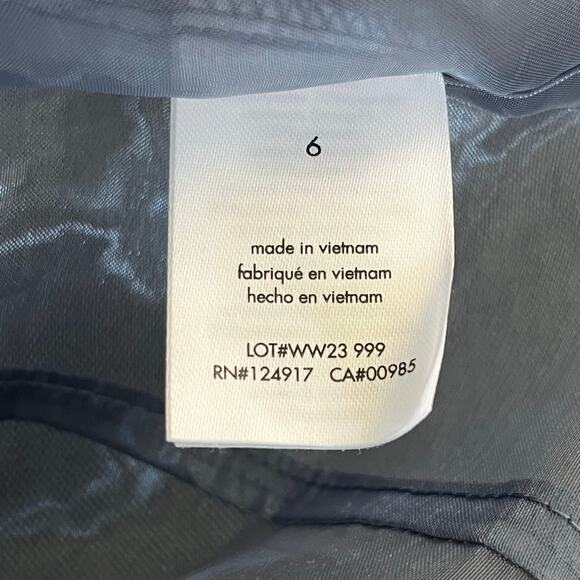 6
made in vietnam
fabriqué en vietnam
hecho en vietnam
LOT#WW23 999
RN#124917 CA#00985